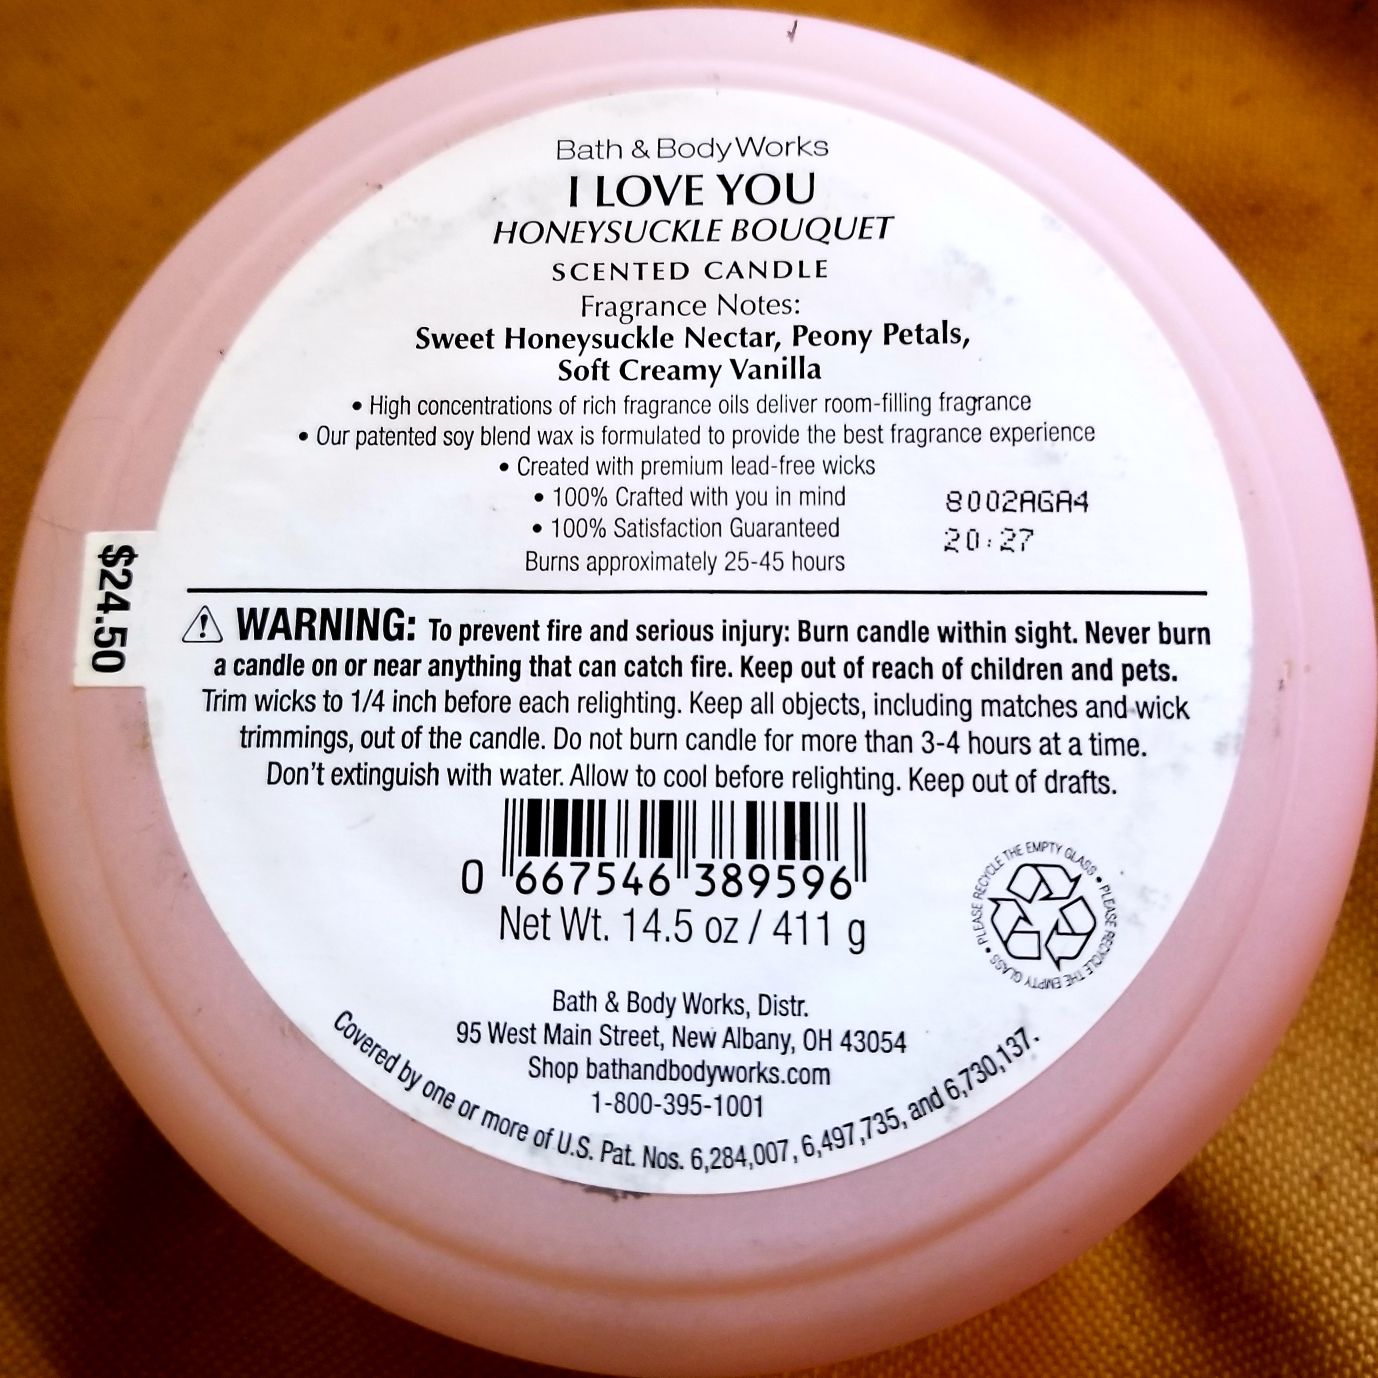 Bath & Body Works
I LOVE YOU
HONEYSUCKLE BOUQUET
SCENTED CANDLE
Fragrance Notes:
Sweet Honeysuckle Nectar, Peony Petals,
Soft Creamy Vanilla
• High concentrations of rich fragrance oils deliver room-filling fragrance
• Our patented soy blend wax is formulated to provide the best fragrance experience
• Created with premium lead-free wicks
• 100% Crafted with you in mind
• 100% Satisfaction Guaranteed
Burns approximately 25-45 hours
8002AGA4
20:27
$24.50
WARNING: To prevent fire and serious injury: Burn candle within sight. Never burn
a candle on or near anything that can catch fire. Keep out of reach of children and pets.
Trim wicks to 1/4 inch before each relighting. Keep all objects, including matches and wick
trimmings, out of the candle. Do not burn candle for more than 3-4 hours at a time.
Don't extinguish with water. Allow to cool before relighting. Keep out of drafts.
0 667546 389596
Net Wt. 14.5 oz / 411 g
PLEASE RECYCLE THE EMPTY GLASS • PLEASE RECYCLE THE EMPTY GLASS •
Bath & Body Works, Distr.
95 West Main Street, New Albany, OH 43054
Shop bathandbodyworks.com
1-800-395-1001
Covered by one or more of U.S. Pat. Nos. 6,284,007, 6,497,735, and 6,730,137.